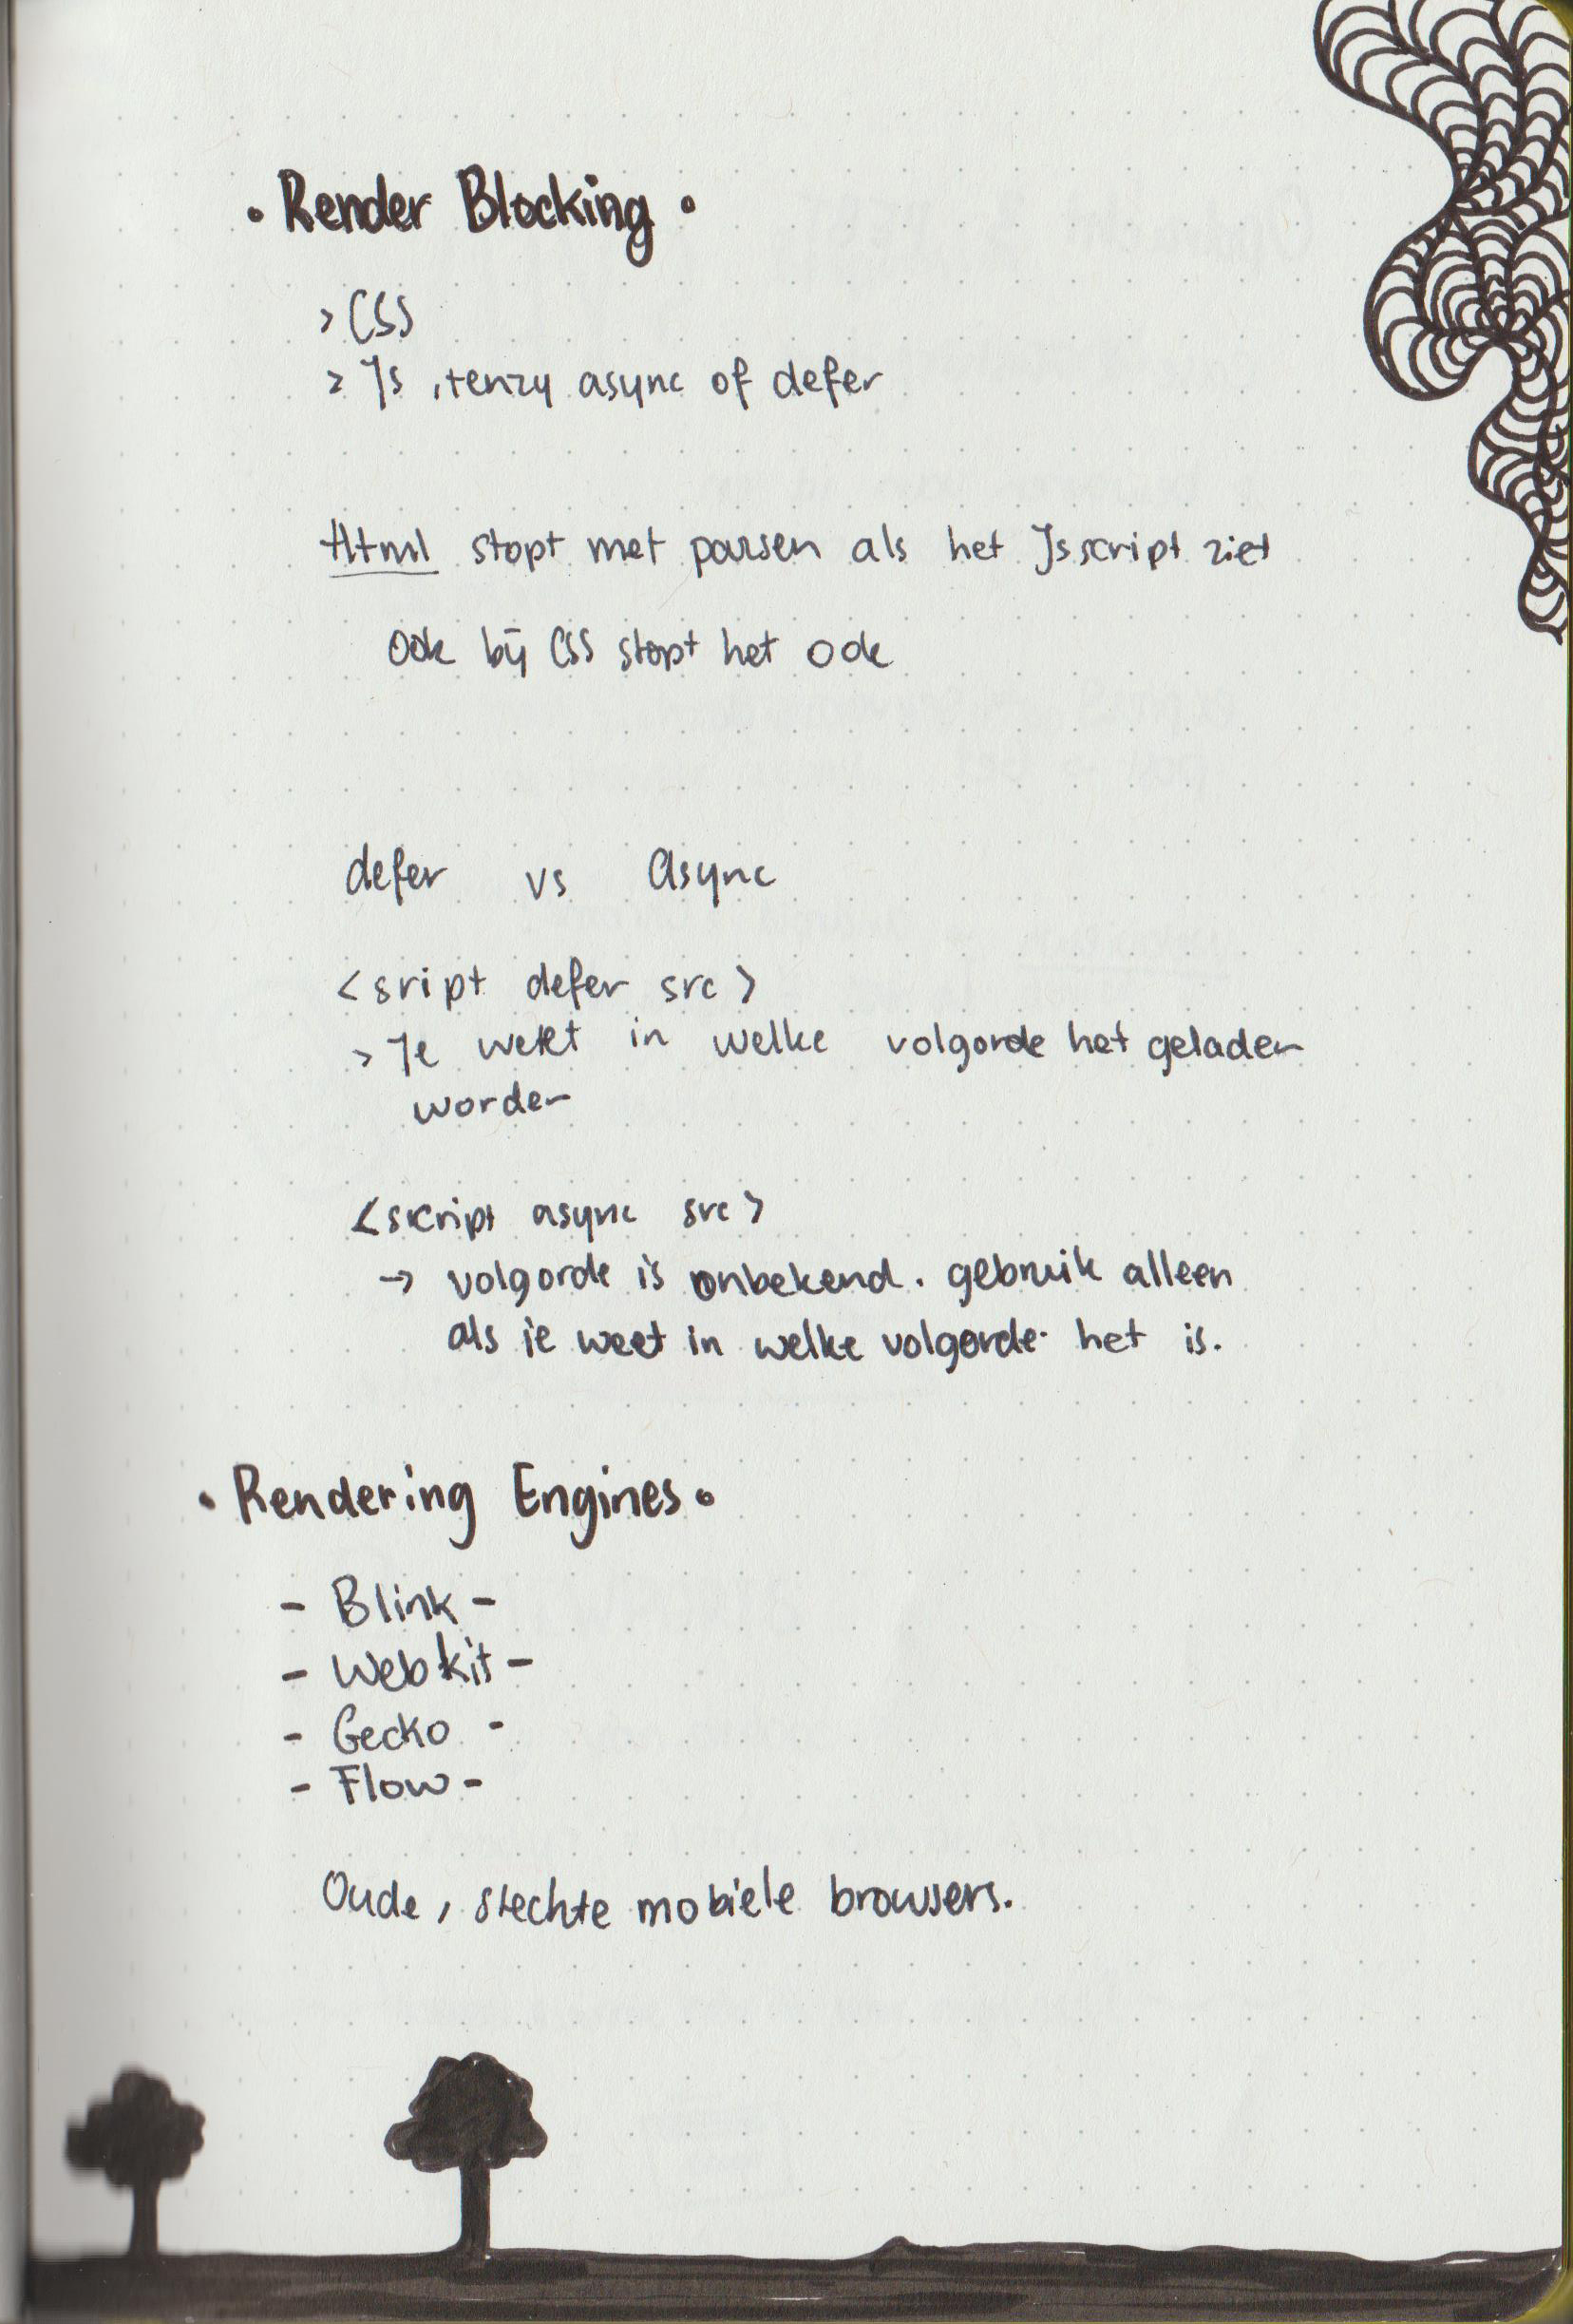 • Render Blocking •
> CSS
> Js , tenzy async of defer
Html stopt met parsen als het Js script ziet
Ook bij CSS stopt het ook
defer vs Async
<sript defer src>
> Je weet in welke volgorde het geladen
worden
<script async src>
→ volgorde is onbekend. gebruik alleen
als je weet in welke volgorde het is.
• Rendering Engines •
- Blink -
- Webkit -
- Gecko -
- Flow -
Oude, slechte mobiele browsers.